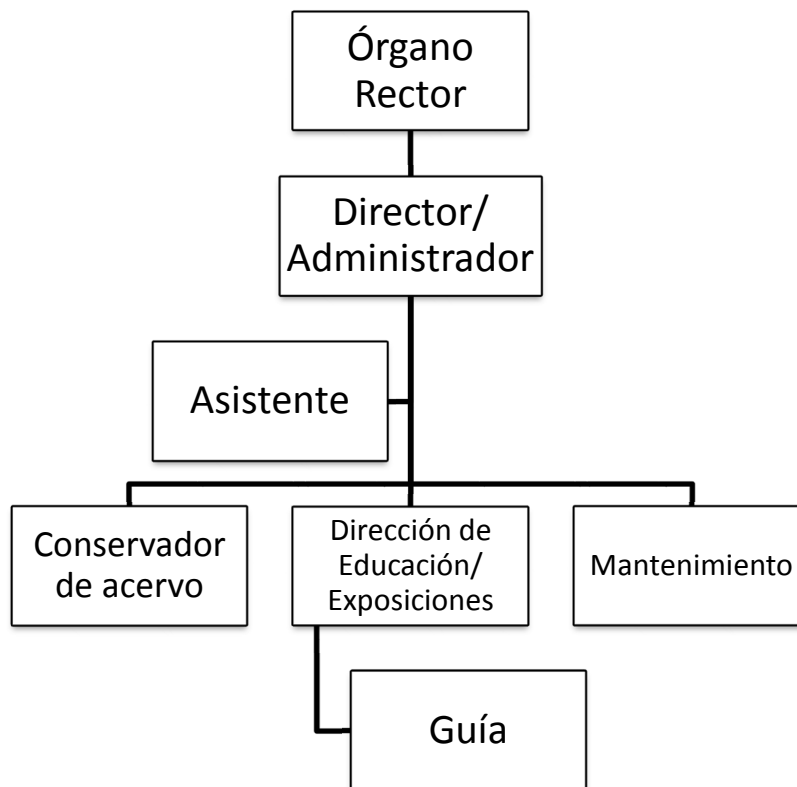 Órgano
Rector
Director/
Administrador
Asistente
Conservador
de acervo
Dirección de
Educación/
Exposiciones
Mantenimiento
Guía